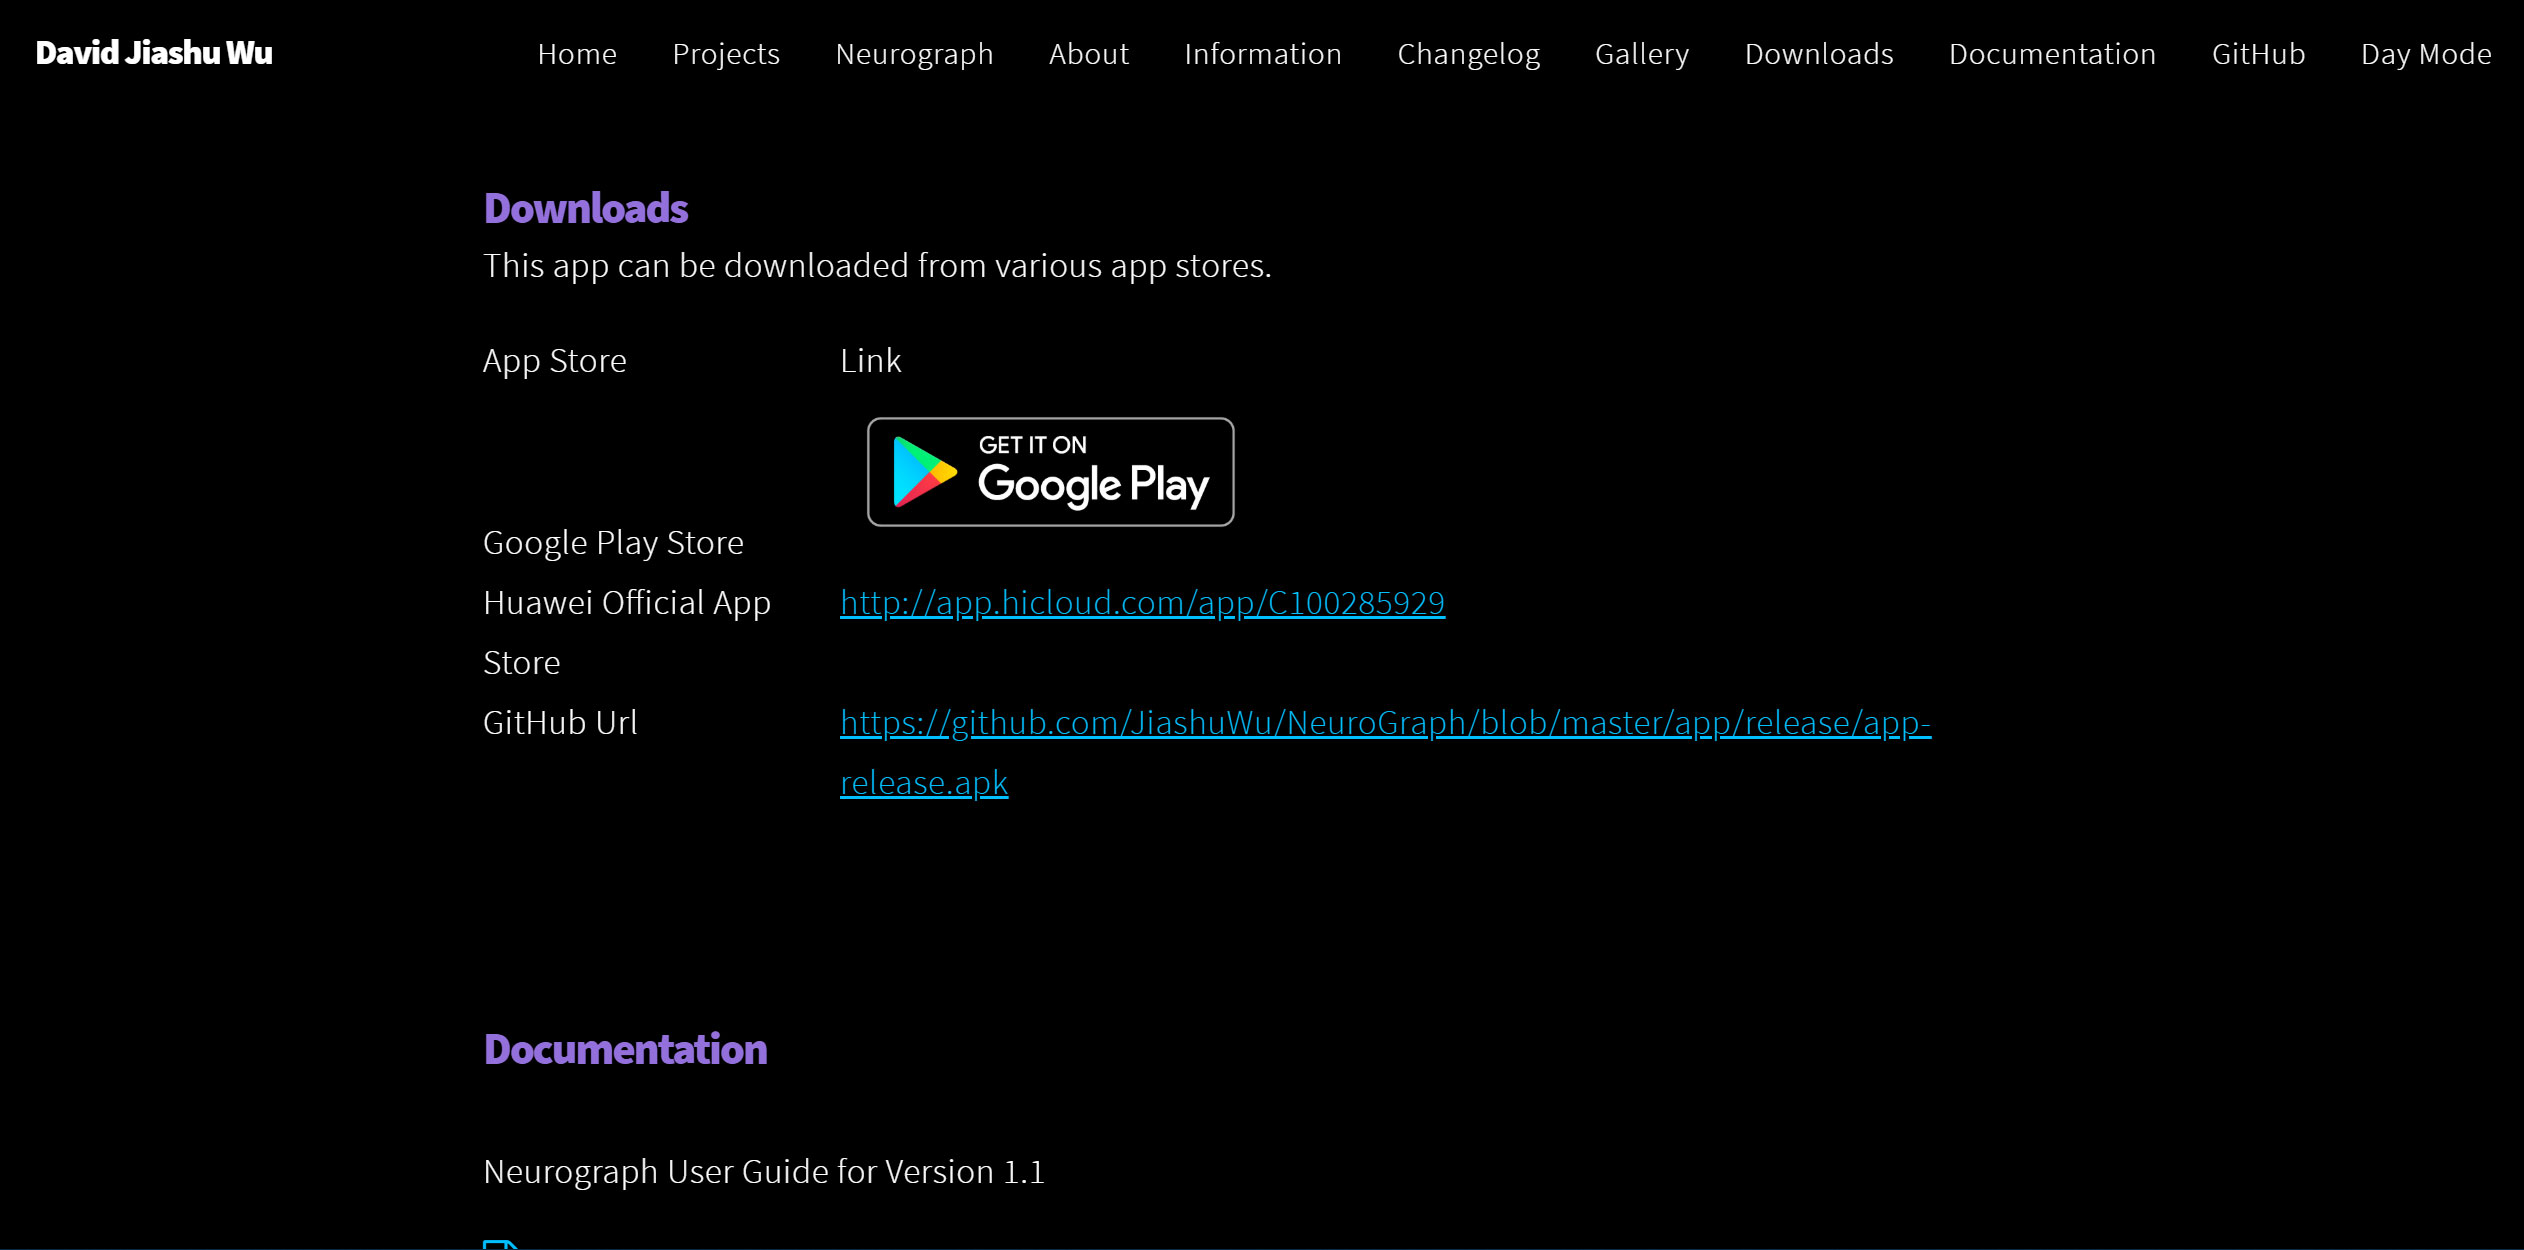 David Jiashu Wu Home Projects Neurograph About Information Changelog Gallery Downloads Documentation GitHub Day Mode
Downloads
This app can be downloaded from various app stores.
App Store Link
GET IT ON
Google Play
Google Play Store
Huawei Official App http://app.hicloud.com/app/C100285929
Store
GitHub Url https://github.com/JiashuWu/NeuroGraph/blob/master/app/release/app-
release.apk
Documentation
Neurograph User Guide for Version 1.1